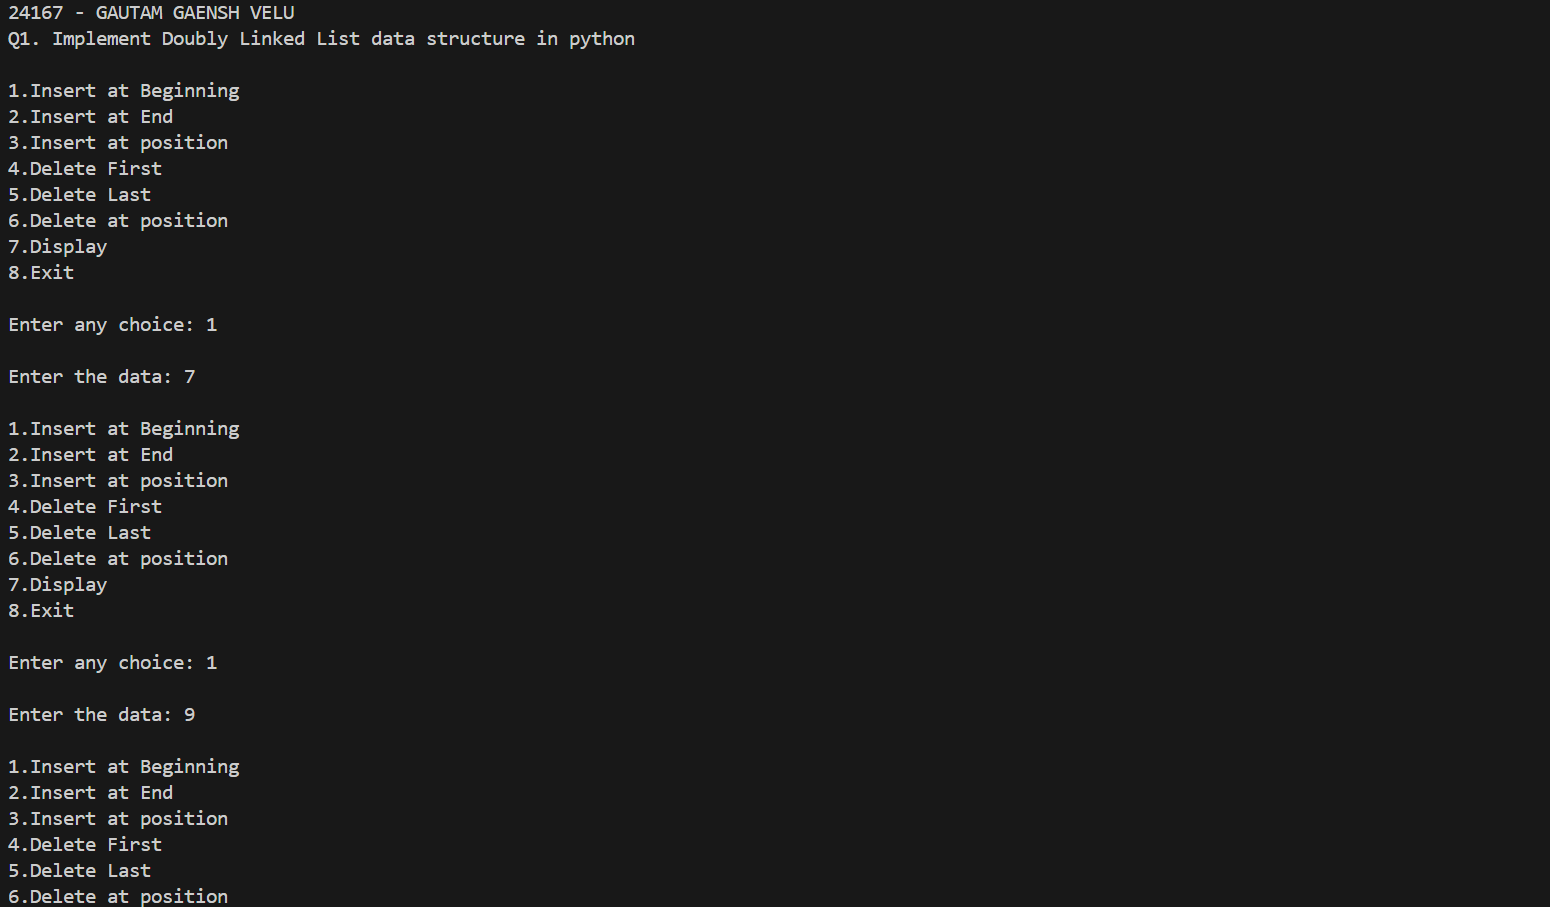 24167 - GAUTAM GAENSH VELU
Q1. Implement Doubly Linked List data structure in python
1.Insert at Beginning
2.Insert at End
3.Insert at position
4.Delete First
5.Delete Last
6.Delete at position
7.Display
8.Exit
Enter any choice: 1
Enter the data: 7
1.Insert at Beginning
2.Insert at End
3.Insert at position
4.Delete First
5.Delete Last
6.Delete at position
7.Display
8.Exit
Enter any choice: 1
Enter the data: 9
1.Insert at Beginning
2.Insert at End
3.Insert at position
4.Delete First
5.Delete Last
6.Delete at position